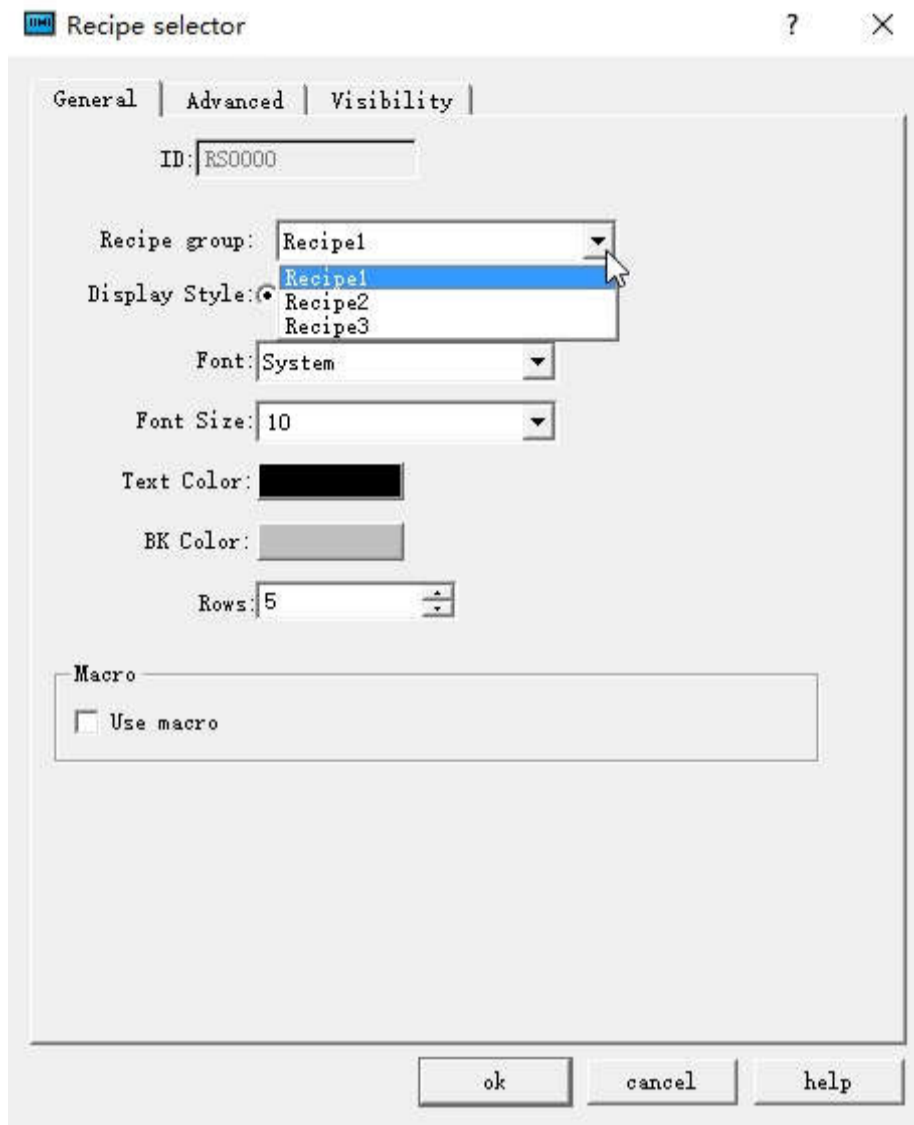 Recipe selector ? ×
General Advanced Visibility
ID: RS0000
Recipe group: Recipe1
Recipe1
Display Style:
Recipe2
Recipe3
Font: System
Font Size: 10
Text Color:
BK Color:
Rows: 5
Macro
Use macro
ok cancel help